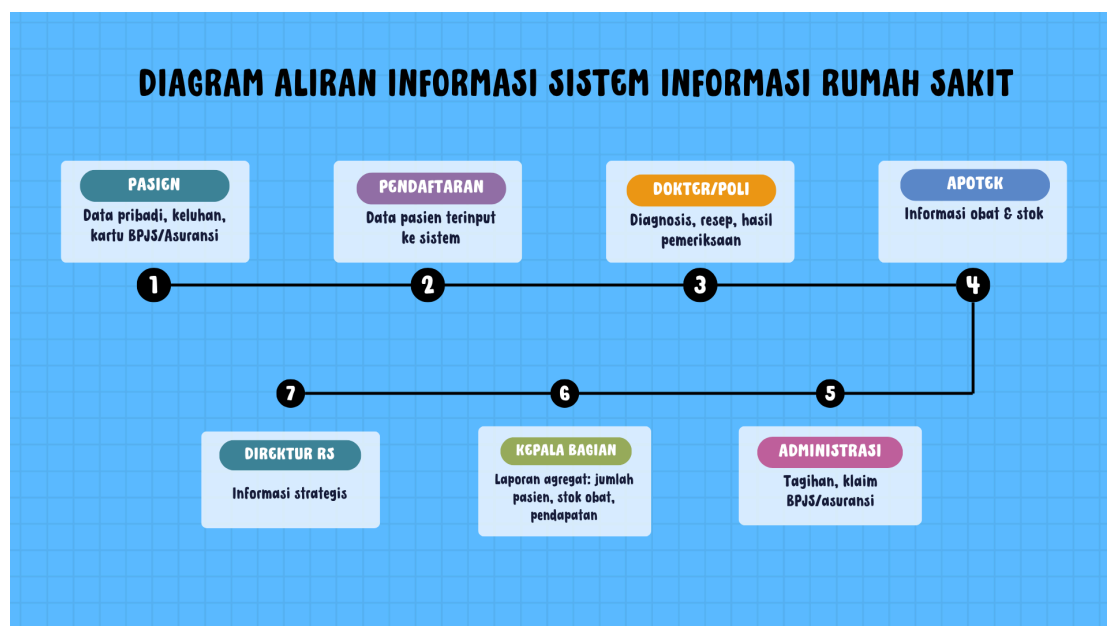 DIAGRAM ALIRAN INFORMASI SISTEM INFORMASI RUMAH SAKIT
PASIEN
Data pribadi, keluhan,
kartu BPJS/Asuransi
1
PENDAFTARAN
Data pasien terinput
ke sistem
2
DOKTER/POLI
Diagnosis, resep, hasil
pemeriksaan
3
APOTEK
Informasi obat & stok
4
5
ADMINISTRASI
Tagihan, klaim
BPJS/asuransi
6
KEPALA BAGIAN
Laporan agregat: jumlah
pasien, stok obat,
pendapatan
7
DIREKTUR RS
Informasi strategis